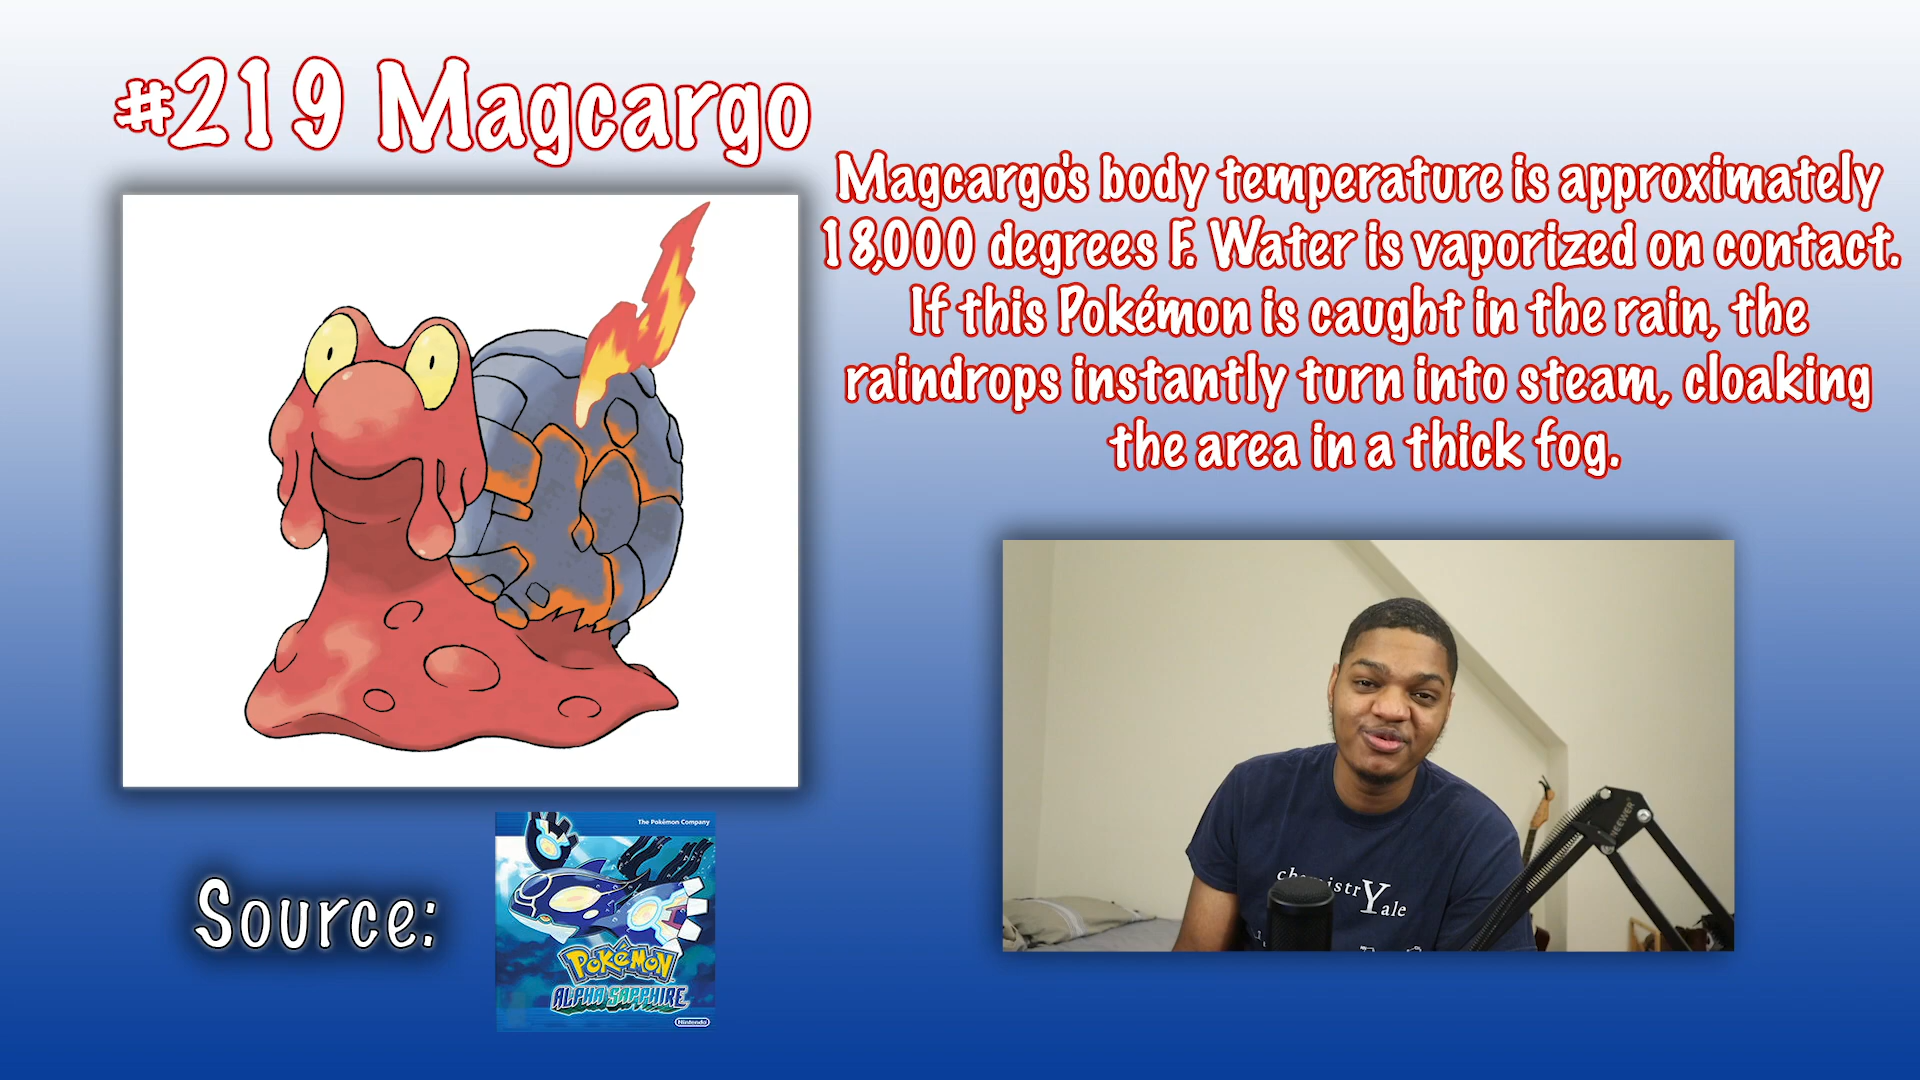 #219 Magcargo
Magcargo's body temperature is approximately
18,000 degrees F. Water is vaporized on contact.
If this Pokémon is caught in the rain, the
raindrops instantly turn into steam, cloaking
the area in a thick fog.
Source:
The Pokémon Company
POKéMON
ALPHA SAPPHIRE
Nintendo
NEEWER
Yale